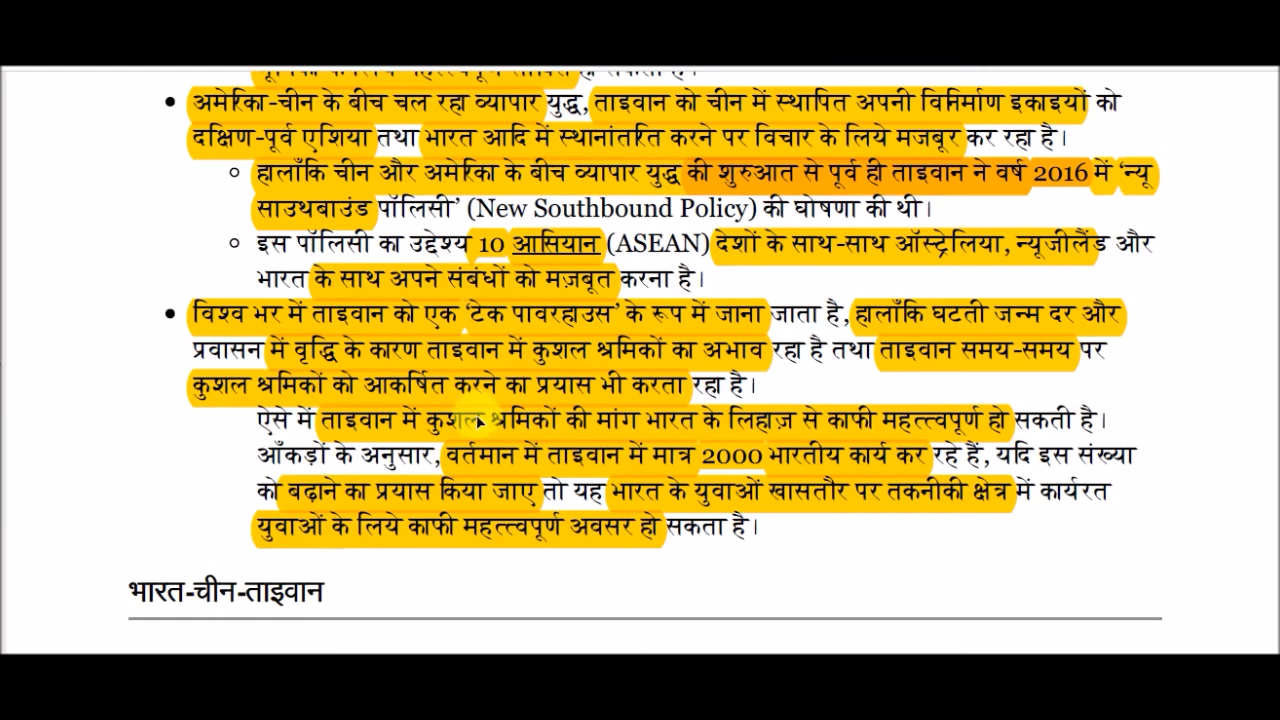 अमेरिका-चीन के बीच चल रहा व्यापार युद्ध, ताइवान को चीन में स्थापित अपनी विनिर्माण इकाइयों को
दक्षिण-पूर्व एशिया तथा भारत आदि में स्थानांतरित करने पर विचार के लिये मजबूर कर रहा है।
हालाँकि चीन और अमेरिका के बीच व्यापार युद्ध की शुरुआत से पूर्व ही ताइवान ने वर्ष 2016 में ‘न्यू
साउथबाउंड पॉलिसी’ (New Southbound Policy) की घोषणा की थी।
इस पॉलिसी का उद्देश्य 10 आसियान (ASEAN) देशों के साथ-साथ ऑस्ट्रेलिया, न्यूजीलैंड और
भारत के साथ अपने संबंधों को मज़बूत करना है।
विश्व भर में ताइवान को एक ‘टेक पावरहाउस’ के रूप में जाना जाता है, हालाँकि घटती जन्म दर और
प्रवासन में वृद्धि के कारण ताइवान में कुशल श्रमिकों का अभाव रहा है तथा ताइवान समय-समय पर
कुशल श्रमिकों को आकर्षित करने का प्रयास भी करता रहा है।
ऐसे में ताइवान में कुशल श्रमिकों की मांग भारत के लिहाज़ से काफी महत्त्वपूर्ण हो सकती है।
आँकड़ों के अनुसार, वर्तमान में ताइवान में मात्र 2000 भारतीय कार्य कर रहे हैं, यदि इस संख्या
को बढ़ाने का प्रयास किया जाए तो यह भारत के युवाओं खासतौर पर तकनीकी क्षेत्र में कार्यरत
युवाओं के लिये काफी महत्त्वपूर्ण अवसर हो सकता है।
भारत-चीन-ताइवान